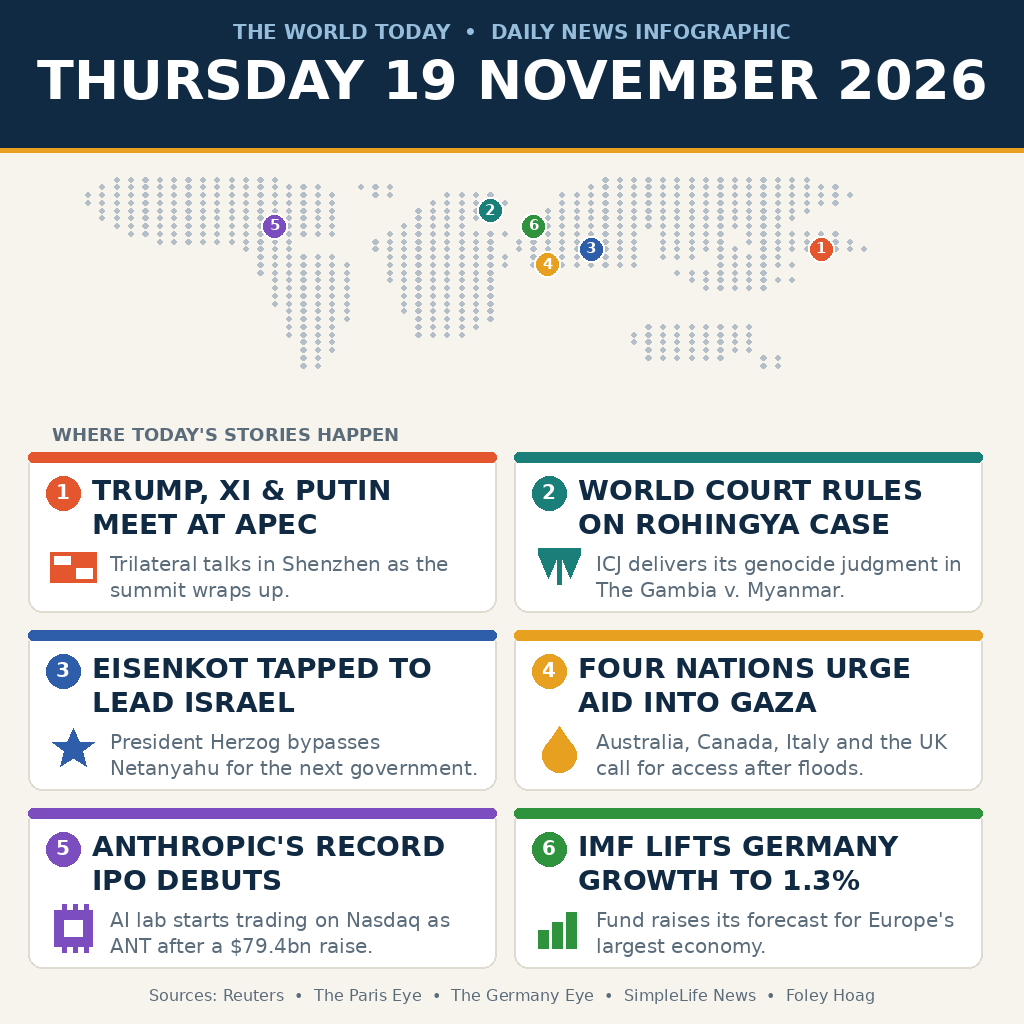 THE WORLD TODAY • DAILY NEWS INFOGRAPHIC
THURSDAY 19 NOVEMBER 2026
5
2
6
3
1
4
WHERE TODAY'S STORIES HAPPEN
1
TRUMP, XI & PUTIN
MEET AT APEC
Trilateral talks in Shenzhen as the
summit wraps up.
2
WORLD COURT RULES
ON ROHINGYA CASE
ICJ delivers its genocide judgment in
The Gambia v. Myanmar.
3
EISENKOT TAPPED TO
LEAD ISRAEL
President Herzog bypasses
Netanyahu for the next government.
4
FOUR NATIONS URGE
AID INTO GAZA
Australia, Canada, Italy and the UK
call for access after floods.
5
ANTHROPIC'S RECORD
IPO DEBUTS
AI lab starts trading on Nasdaq as
ANT after a $79.4bn raise.
6
IMF LIFTS GERMANY
GROWTH TO 1.3%
Fund raises its forecast for Europe's
largest economy.
Sources: Reuters • The Paris Eye • The Germany Eye • SimpleLife News • Foley Hoag